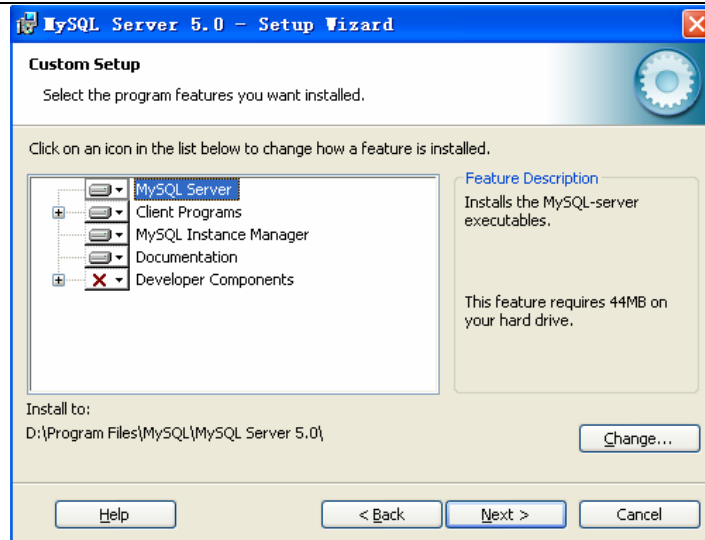 MySQL Server 5.0 - Setup Wizard
Custom Setup
Select the program features you want installed.
Click on an icon in the list below to change how a feature is installed.
MySQL Server
Client Programs
MySQL Instance Manager
Documentation
Developer Components
Feature Description
Installs the MySQL-server
executables.
This feature requires 44MB on
your hard drive.
Install to:
D:\Program Files\MySQL\MySQL Server 5.0\
Change...
Help
< Back
Next >
Cancel